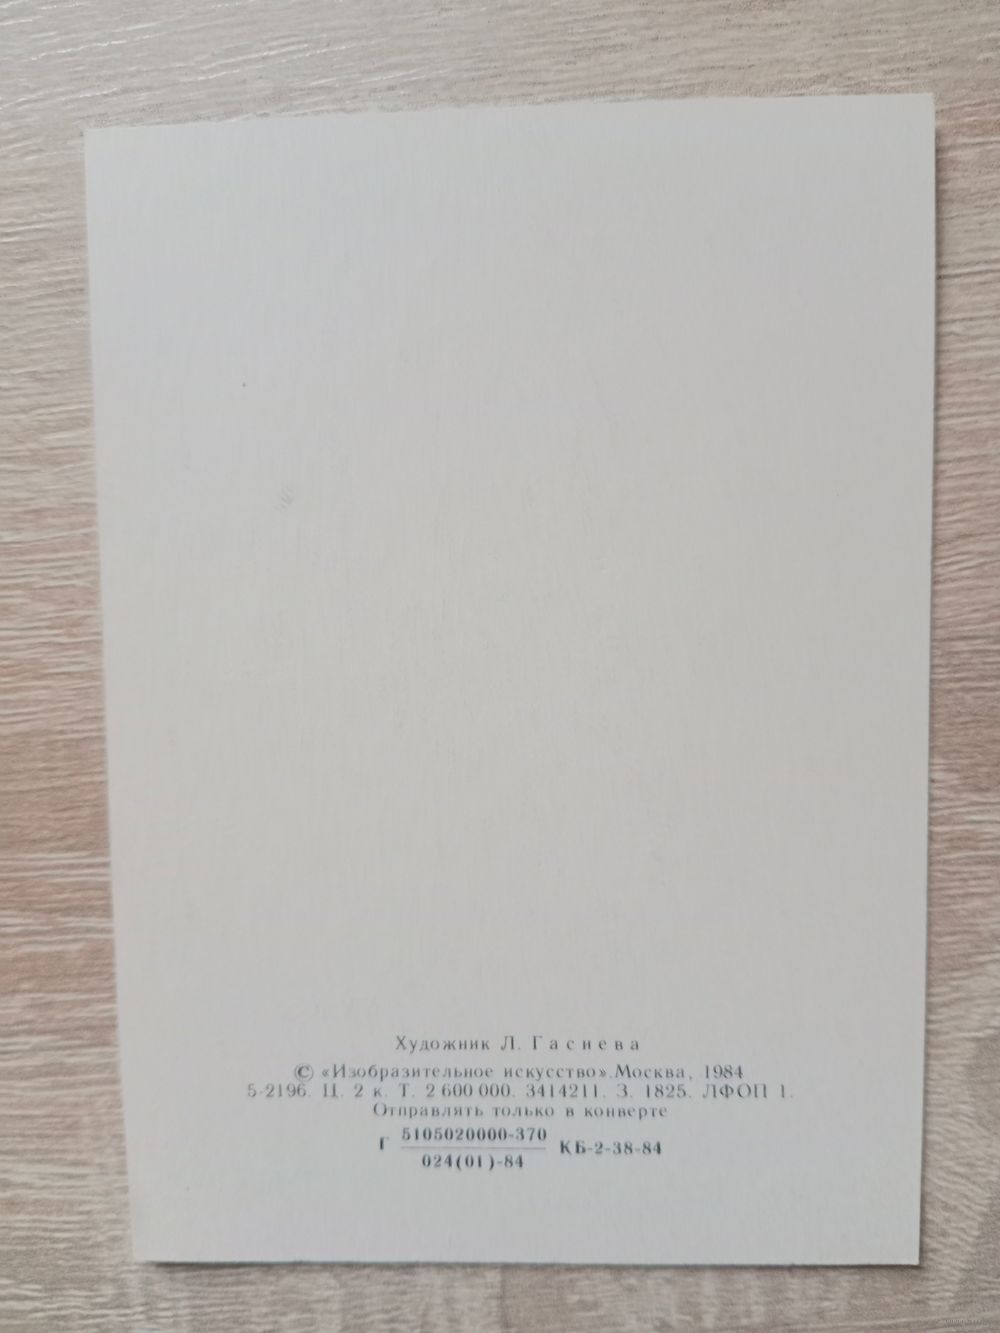 Художник Л. Гасиева
© «Изобразительное искусство». Москва, 1984
5-2196. Ц. 2 к. Т. 2 600 000. 3414211. З. 1825. ЛФОП 1.
Отправлять только в конверте
Г 5105020000-370 КБ-2-38-84
024(01)-84